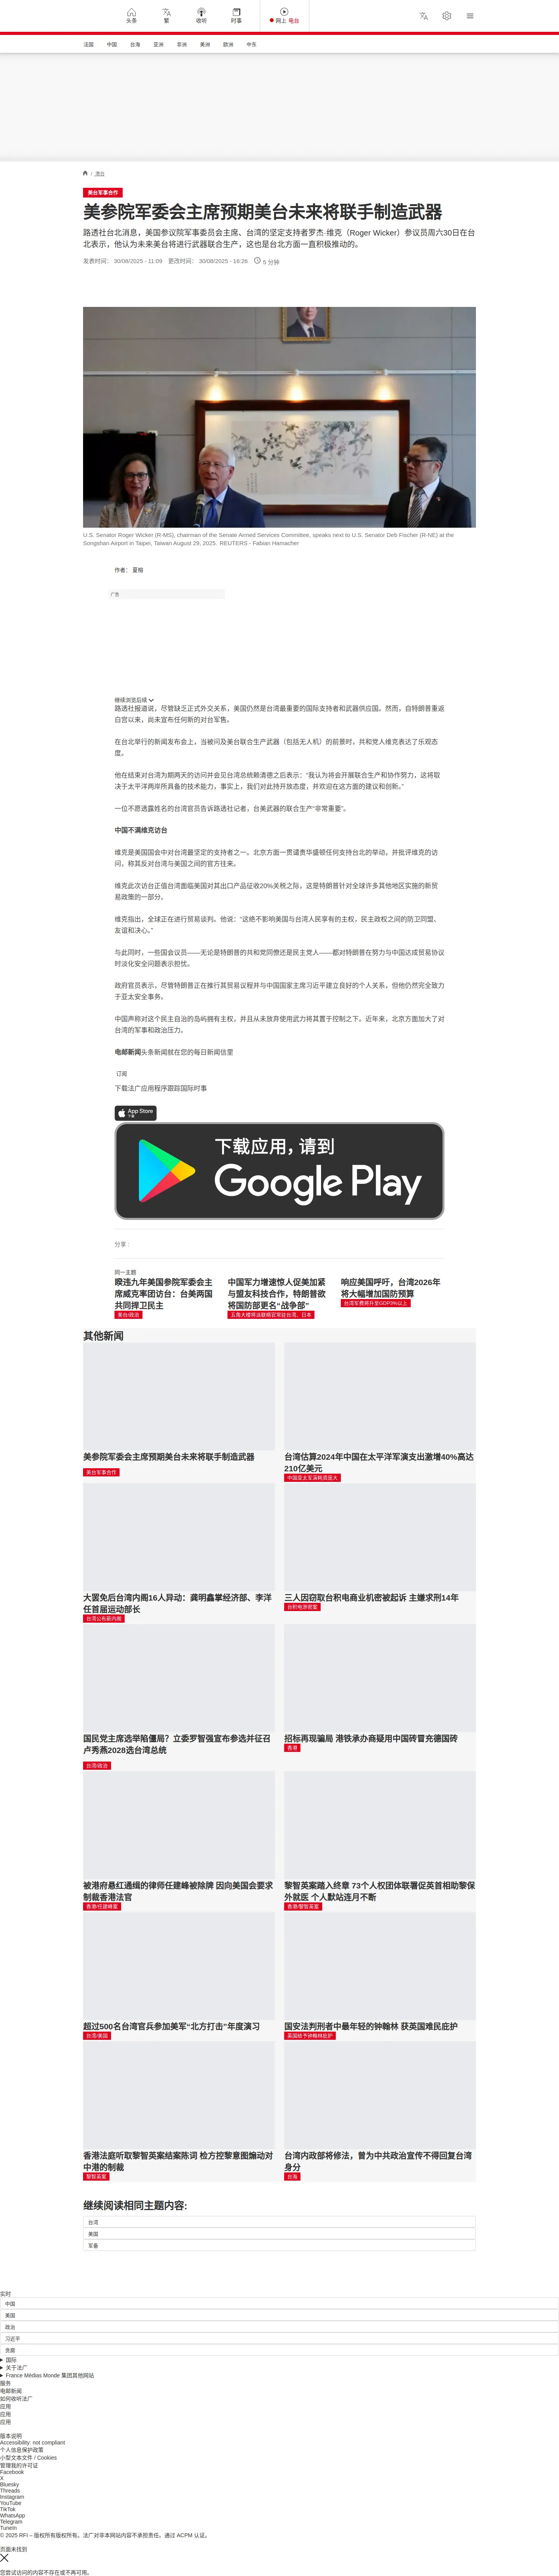 头条
繁
收听
时事
网上 电台
法国 中国 台海 亚洲 非洲 美洲 欧洲 中东
/ 港台
美台军事合作
美参院军委会主席预期美台未来将联手制造武器
路透社台北消息，美国参议院军事委员会主席、台湾的坚定支持者罗杰·维克（Roger Wicker）参议员周六30日在台
北表示，他认为未来美台将进行武器联合生产，这也是台北方面一直积极推动的。
发表时间： 30/08/2025 - 11:09 更改时间： 30/08/2025 - 16:26 5 分钟
U.S. Senator Roger Wicker (R-MS), chairman of the Senate Armed Services Committee, speaks next to U.S. Senator Deb Fischer (R-NE) at the
Songshan Airport in Taipei, Taiwan August 29, 2025. REUTERS - Fabian Hamacher
作者： 夏榕
广告
继续浏览后续
路透社报道说，尽管缺乏正式外交关系，美国仍然是台湾最重要的国际支持者和武器供应国。然而，自特朗普重返
白宫以来，尚未宣布任何新的对台军售。
在台北举行的新闻发布会上，当被问及美台联合生产武器（包括无人机）的前景时，共和党人维克表达了乐观态
度。
他在结束对台湾为期两天的访问并会见台湾总统赖清德之后表示：“我认为将会开展联合生产和协作努力，这将取
决于太平洋两岸所具备的技术能力，事实上，我们对此持开放态度，并欢迎在这方面的建议和创新。”
一位不愿透露姓名的台湾官员告诉路透社记者，台美武器的联合生产“非常重要”。
中国不满维克访台
维克是美国国会中对台湾最坚定的支持者之一。北京方面一贯谴责华盛顿任何支持台北的举动，并批评维克的访
问，称其反对台湾与美国之间的官方往来。
维克此次访台正值台湾面临美国对其出口产品征收20%关税之际，这是特朗普针对全球许多其他地区实施的新贸
易政策的一部分。
维克指出，全球正在进行贸易谈判。他说：“这绝不影响美国与台湾人民享有的主权，民主政权之间的防卫同盟、
友谊和决心。”
与此同时，一些国会议员——无论是特朗普的共和党同僚还是民主党人——都对特朗普在努力与中国达成贸易协议
时淡化安全问题表示担忧。
政府官员表示，尽管特朗普正在推行其贸易议程并与中国国家主席习近平建立良好的个人关系，但他仍然完全致力
于亚太安全事务。
中国声称对这个民主自治的岛屿拥有主权，并且从未放弃使用武力将其置于控制之下。近年来，北京方面加大了对
台湾的军事和政治压力。
电邮新闻头条新闻就在您的每日新闻信里
订阅
下载法广应用程序跟踪国际时事
App Store
下载
下载应用，请到
Google Play
分享 :
同一主题
睽违九年美国参院军委会主
席威克率团访台：台美两国
共同捍卫民主
美台/政治
中国军力增速惊人促美加紧
与盟友科技合作，特朗普欲
将国防部更名“战争部”
五角大楼将派联络官常驻台湾、日本
响应美国呼吁，台湾2026年
将大幅增加国防预算
台湾军费将升至GDP3%以上
其他新闻
美参院军委会主席预期美台未来将联手制造武器
美台军事合作
台湾估算2024年中国在太平洋军演支出激增40%高达
210亿美元
中国亚太军演耗资庞大
大罢免后台湾内阁16人异动：龚明鑫掌经济部、李洋
任首届运动部长
台湾公布新内阁
三人因窃取台积电商业机密被起诉 主嫌求刑14年
台积电泄密案
国民党主席选举陷僵局？立委罗智强宣布参选并征召
卢秀燕2028选台湾总统
台湾/政治
招标再现骗局 港铁承办商疑用中国砖冒充德国砖
香港
被港府悬红通缉的律师任建峰被除牌 因向美国会要求
制裁香港法官
香港/任建峰案
黎智英案踏入终章 73个人权团体联署促英首相助黎保
外就医 个人默站连月不断
香港/黎智英案
超过500名台湾官兵参加美军“北方打击”年度演习
台湾/美国
国安法判刑者中最年轻的钟翰林 获英国难民庇护
英国给予钟翰林庇护
香港法庭听取黎智英案结案陈词 检方控黎意图煽动对
中港的制裁
黎智英案
台湾内政部将修法，曾为中共政治宣传不得回复台湾
身分
台海
继续阅读相同主题内容:
台湾
美国
军备
实时
中国
美国
政治
习近平
贪腐
国际
关于法广
France Médias Monde 集团其他网站
服务
电邮新闻
如何收听法广
应用
应用
应用
版本说明
Accessibility: not compliant
个人信息保护政策
小型文本文件 / Cookies
管理我的许可证
Facebook
X
Bluesky
Threads
Instagram
YouTube
TikTok
WhatsApp
Telegram
TuneIn
© 2025 RFI – 版权所有版权所有。法广对非本网站内容不承担责任。通过 ACPM 认证。
页面未找到
您尝试访问的内容不存在或不再可用。